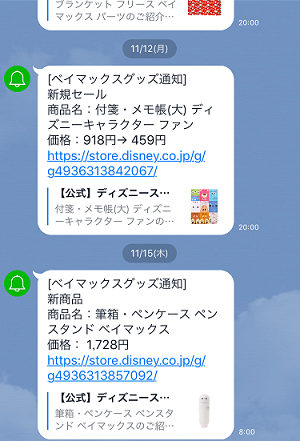 ブランケット フリース ベイ
マックス パーツのご紹介…
20:00
11/12(月)
[ベイマックスグッズ通知]
新規セール
商品名：付箋・メモ帳(大) ディ
ズニーキャラクター ファン
価格：918円→ 459円
https://store.disney.co.jp/g/
g4936313842067/
【公式】ディズニース…
付箋・メモ帳(大) ディズニ
ーキャラクター ファンの…
20:00
11/15(木)
[ベイマックスグッズ通知]
新商品
商品名：筆箱・ペンケース ペン
スタンド ベイマックス
価格： 1,728円
https://store.disney.co.jp/g/
g4936313857092/
【公式】ディズニース…
筆箱・ペンケース ペンスタ
ンド ベイマックスのご紹…
8:00